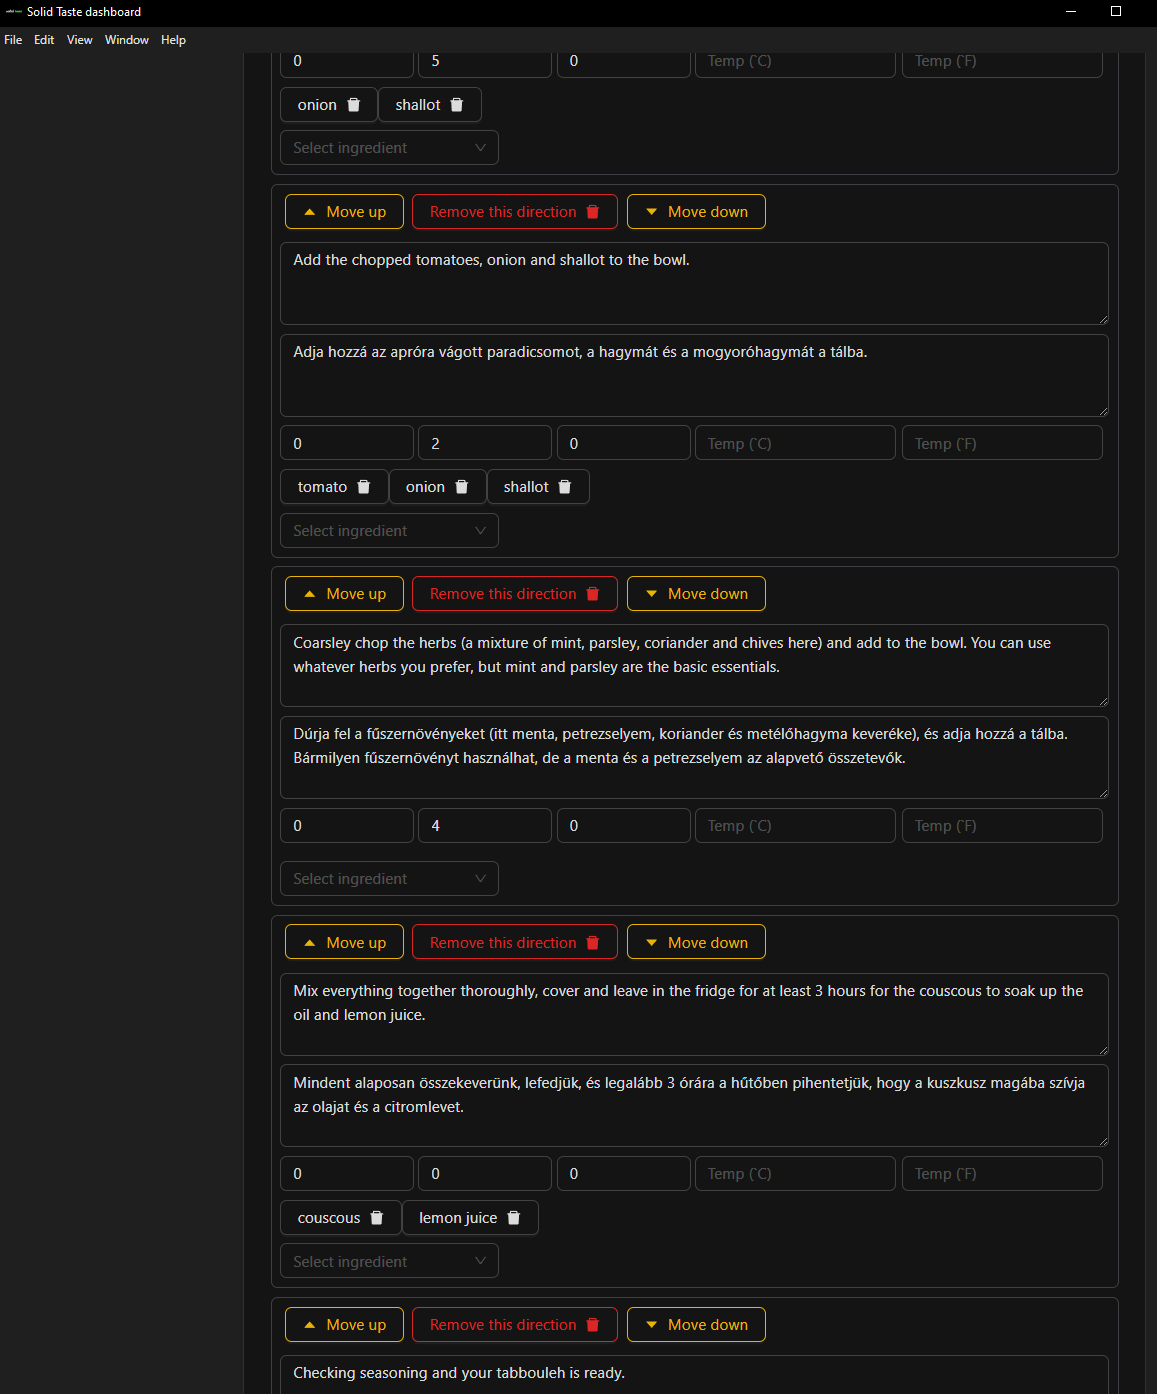 Solid Taste dashboard
File Edit View Window Help
0 5 0 Temp (˚C) Temp (˚F)
onion shallot
Select ingredient
Move up Remove this direction Move down
Add the chopped tomatoes, onion and shallot to the bowl.
Adja hozzá az apróra vágott paradicsomot, a hagymát és a mogyoróhagymát a tálba.
0 2 0 Temp (˚C) Temp (˚F)
tomato onion shallot
Select ingredient
Move up Remove this direction Move down
Coarsley chop the herbs (a mixture of mint, parsley, coriander and chives here) and add to the bowl. You can use
whatever herbs you prefer, but mint and parsley are the basic essentials.
Dúrja fel a fűszernövényeket (itt menta, petrezselyem, koriander és metélőhagyma keveréke), és adja hozzá a tálba.
Bármilyen fűszernövényt használhat, de a menta és a petrezselyem az alapvető összetevők.
0 4 0 Temp (˚C) Temp (˚F)
Select ingredient
Move up Remove this direction Move down
Mix everything together thoroughly, cover and leave in the fridge for at least 3 hours for the couscous to soak up the
oil and lemon juice.
Mindent alaposan összekeverünk, lefedjük, és legalább 3 órára a hűtőben pihentetjük, hogy a kuszkusz magába szívja
az olajat és a citromlevet.
0 0 0 Temp (˚C) Temp (˚F)
couscous lemon juice
Select ingredient
Move up Remove this direction Move down
Checking seasoning and your tabbouleh is ready.